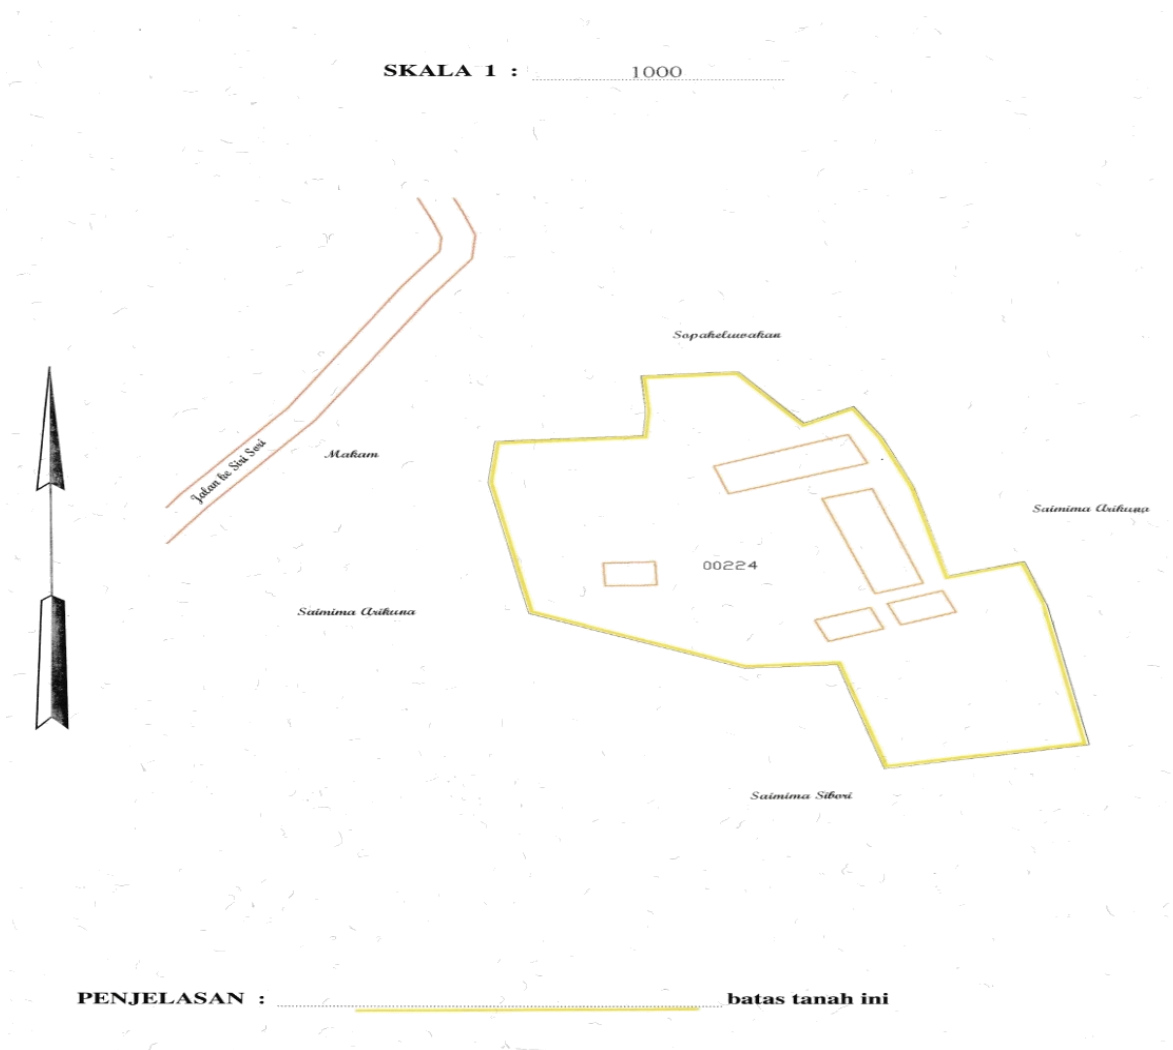 SKALA 1 : 1000
Sopakeluwakan
Jalan ke Siri Sori
Makam
Saimima Arikuna
00224
Saimima Arikuna
Saimima Sibori
PENJELASAN : batas tanah ini